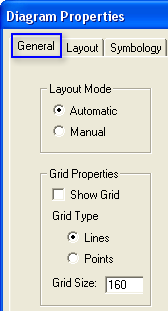 Diagram Properties
General Layout Symbology
Layout Mode
Automatic
Manual
Grid Properties
Show Grid
Grid Type
Lines
Points
Grid Size: 160